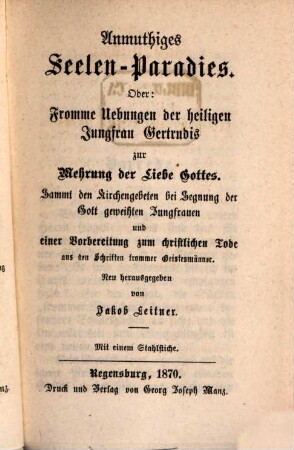 Anmuthiges
Seelen-Paradies.
Oder:
Fromme Uebungen der heiligen
Jungfrau Gertrudis
zur
Mehrung der Liebe Gottes.
Sammt den Kirchengebeten bei Segnung der
Gott geweihten Jungfrauen
und
einer Vorbereitung zum christlichen Tode
aus den Schriften frommer Geistesmänner.
Neu herausgegeben
von
Jakob Leitner.
Mit einem Stahlstiche.
Regensburg, 1870.
Druck und Verlag von Georg Joseph Manz.